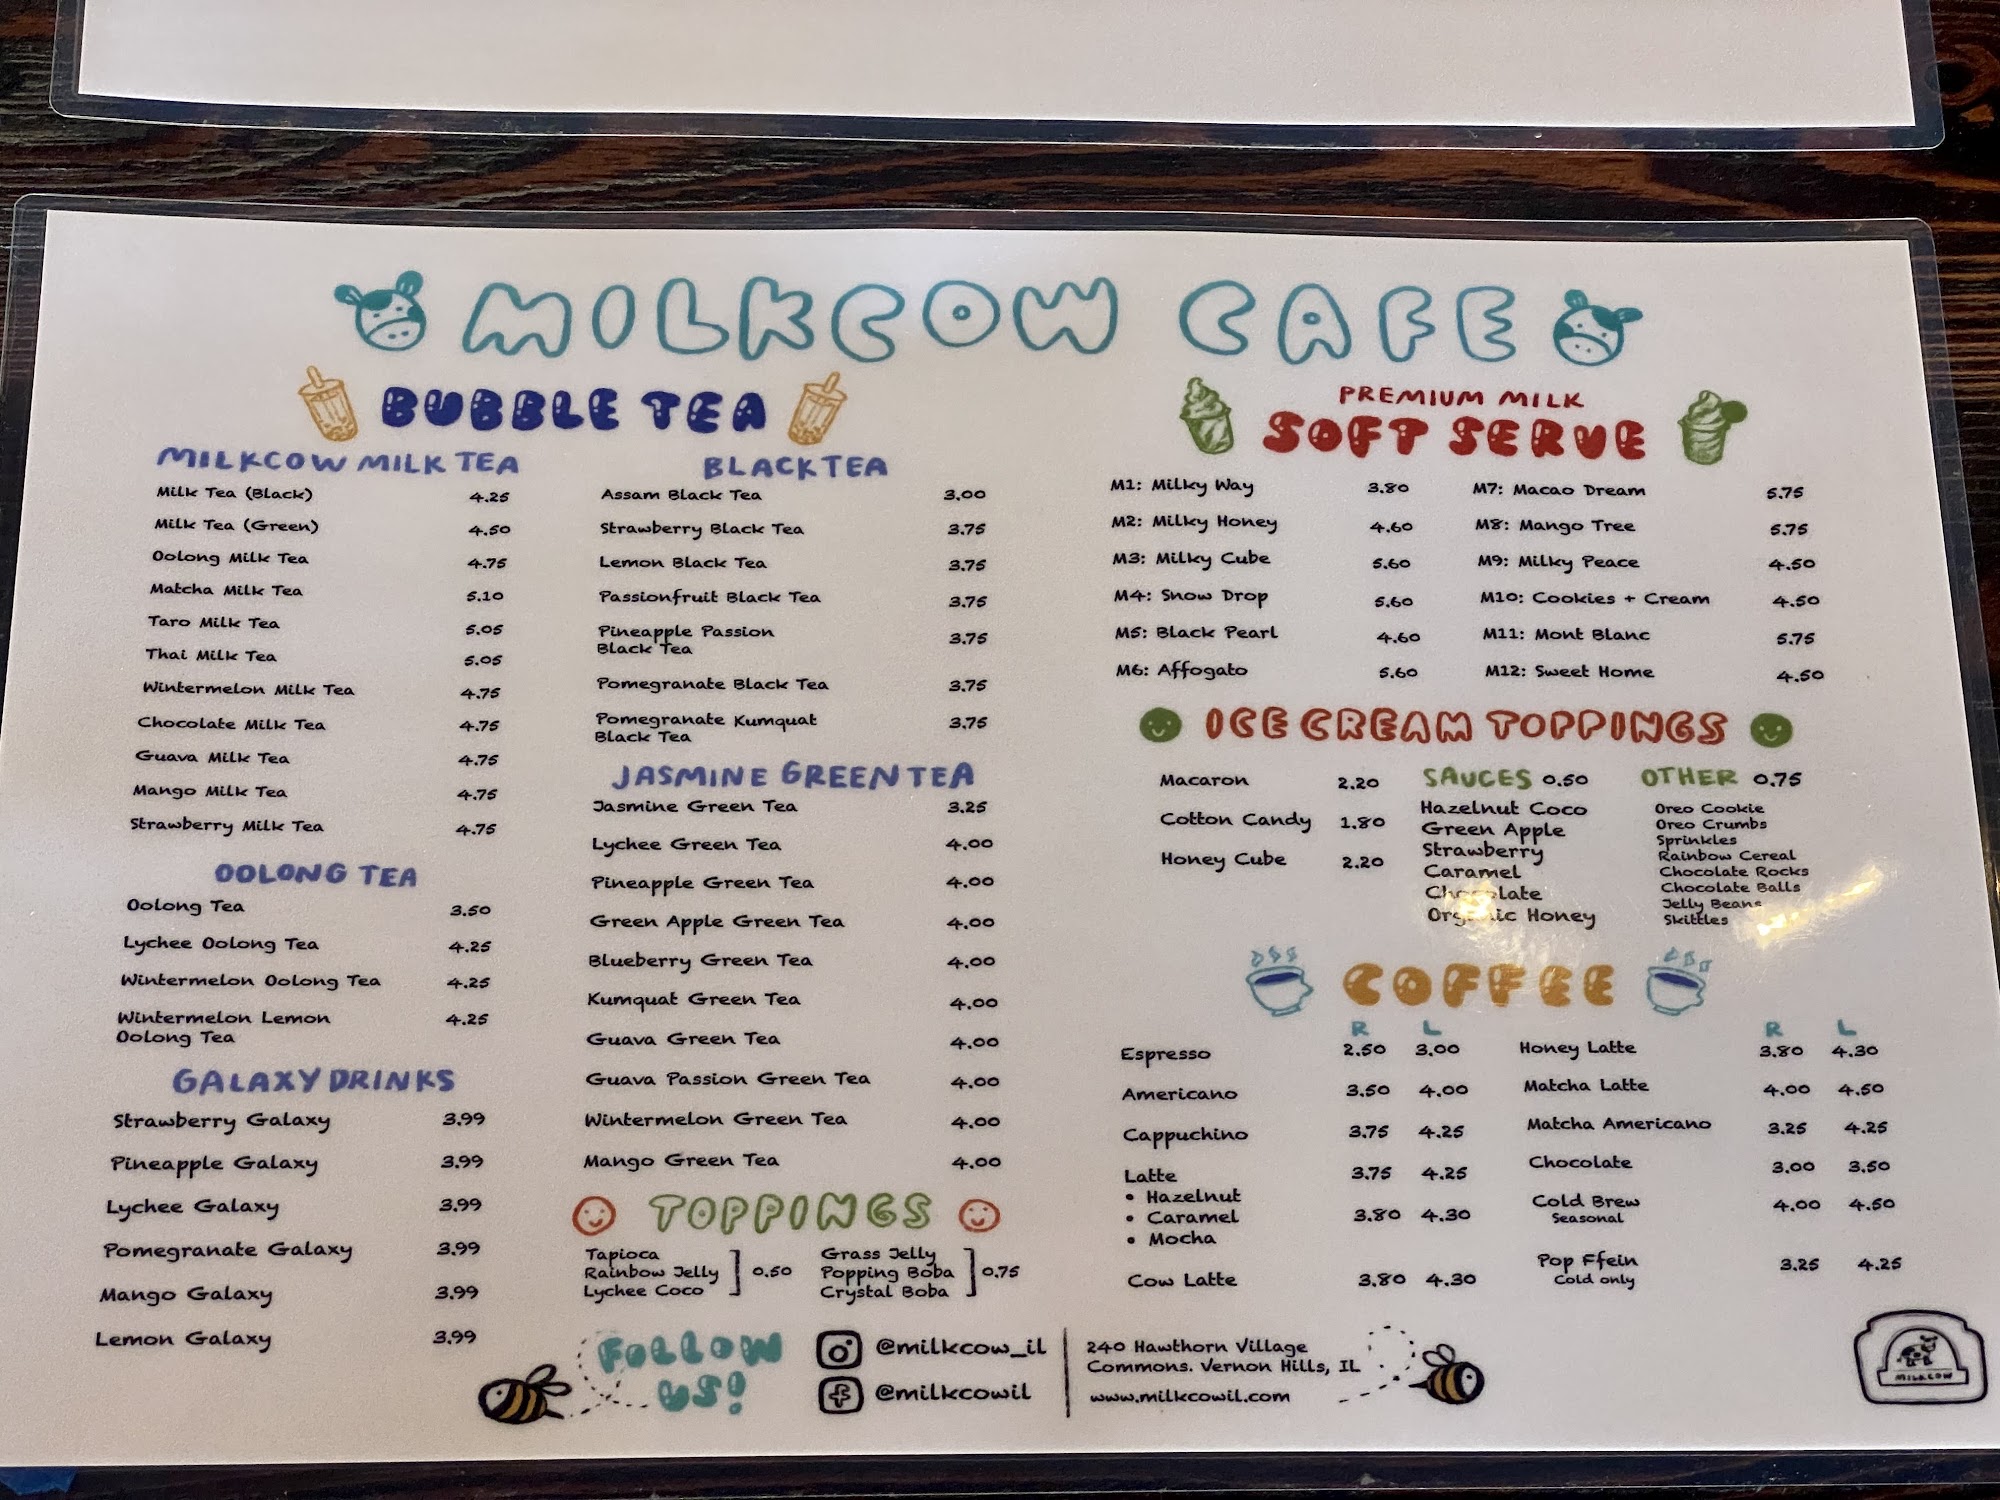 MILKCOW CAFE
BUBBLE TEA
MILKCOW MILK TEA
Milk Tea (Black) 4.25
Milk Tea (Green) 4.50
Oolong Milk Tea 4.75
Matcha Milk Tea 5.10
Taro Milk Tea 5.05
Thai Milk Tea 5.05
Wintermelon Milk Tea 4.75
Chocolate Milk Tea 4.75
Guava Milk Tea 4.75
Mango Milk Tea 4.75
Strawberry Milk Tea 4.75
OOLONG TEA
Oolong Tea 3.50
Lychee Oolong Tea 4.25
Wintermelon Oolong Tea 4.25
Wintermelon Lemon 4.25
Oolong Tea
GALAXY DRINKS
Strawberry Galaxy 3.99
Pineapple Galaxy 3.99
Lychee Galaxy 3.99
Pomegranate Galaxy 3.99
Mango Galaxy 3.99
Lemon Galaxy 3.99
BLACK TEA
Assam Black Tea 3.00
Strawberry Black Tea 3.75
Lemon Black Tea 3.75
Passionfruit Black Tea 3.75
Pineapple Passion 3.75
Black Tea
Pomegranate Black Tea 3.75
Pomegranate Kumquat 3.75
Black Tea
JASMINE GREEN TEA
Jasmine Green Tea 3.25
Lychee Green Tea 4.00
Pineapple Green Tea 4.00
Green Apple Green Tea 4.00
Blueberry Green Tea 4.00
Kumquat Green Tea 4.00
Guava Green Tea 4.00
Guava Passion Green Tea 4.00
Wintermelon Green Tea 4.00
Mango Green Tea 4.00
TOPPINGS
Tapioca
Rainbow Jelly 0.50
Lychee Coco
Grass Jelly
Popping Boba 0.75
Crystal Boba
PREMIUM MILK
SOFT SERVE
M1: Milky Way 3.80
M2: Milky Honey 4.60
M3: Milky Cube 5.60
M4: Snow Drop 5.60
M5: Black Pearl 4.60
M6: Affogato 5.60
M7: Macao Dream 5.75
M8: Mango Tree 5.75
M9: Milky Peace 4.50
M10: Cookies + Cream 4.50
M11: Mont Blanc 5.75
M12: Sweet Home 4.50
ICE CREAM TOPPINGS
Macaron 2.20
Cotton Candy 1.80
Honey Cube 2.20
SAUCES 0.50
Hazelnut Coco
Green Apple
Strawberry
Caramel
Chocolate
Organic Honey
OTHER 0.75
Oreo Cookie
Oreo Crumbs
Sprinkles
Rainbow Cereal
Chocolate Rocks
Chocolate Balls
Jelly Beans
Skittles
COFFEE
R L
Espresso 2.50 3.00
Americano 3.50 4.00
Cappuchino 3.75 4.25
Latte 3.75 4.25
• Hazelnut
• Caramel 3.80 4.30
• Mocha
Cow Latte 3.80 4.30
R L
Honey Latte 3.80 4.30
Matcha Latte 4.00 4.50
Matcha Americano 3.25 4.25
Chocolate 3.00 3.50
Cold Brew 4.00 4.50
Seasonal
Pop Ffein 3.25 4.25
Cold only
FOLLOW
US!
@milkcow_il
@milkcowil
240 Hawthorn Village
Commons. Vernon Hills, IL
www.milkcowil.com
MILKCOW